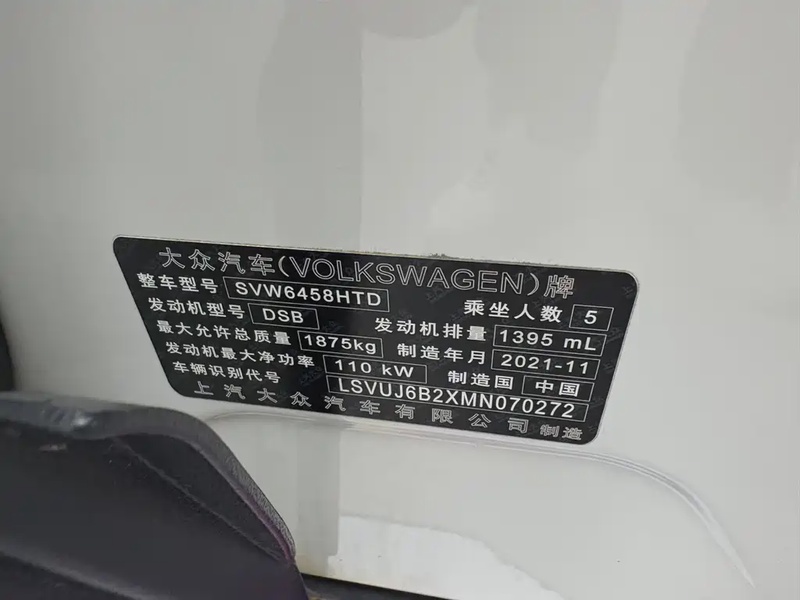 大众汽车(VOLKSWAGEN)牌
整车型号 SVW6458HTD 乘坐人数 5
发动机型号 DSB 发动机排量 1395 mL
最大允许总质量 1875kg 制造年月 2021-11
发动机最大净功率 110 kW 制造国 中国
车辆识别代号 LSVUJ6B2XMN070272
上汽大众汽车有限公司 制造